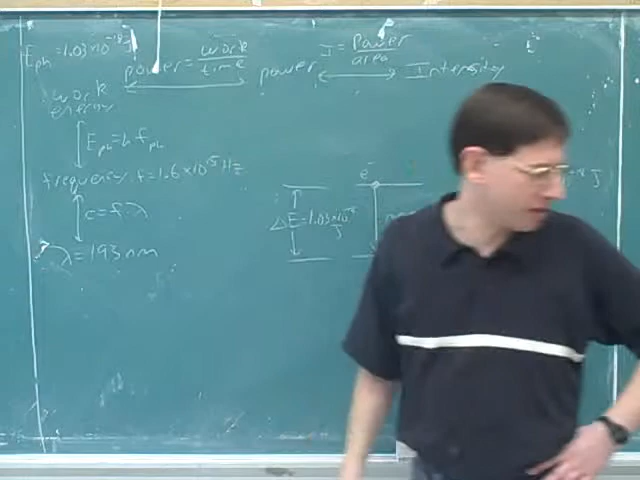 E_ph = 1.03×10^-18 J
power = work/time
I = Power/area
power ↔ Intensity
work
energy
E_ph = h f_ph
frequency f = 1.6×10^15 Hz
c = f·λ
λ = 193 nm
e⁻
ΔE = 1.03×10^-18
J
J